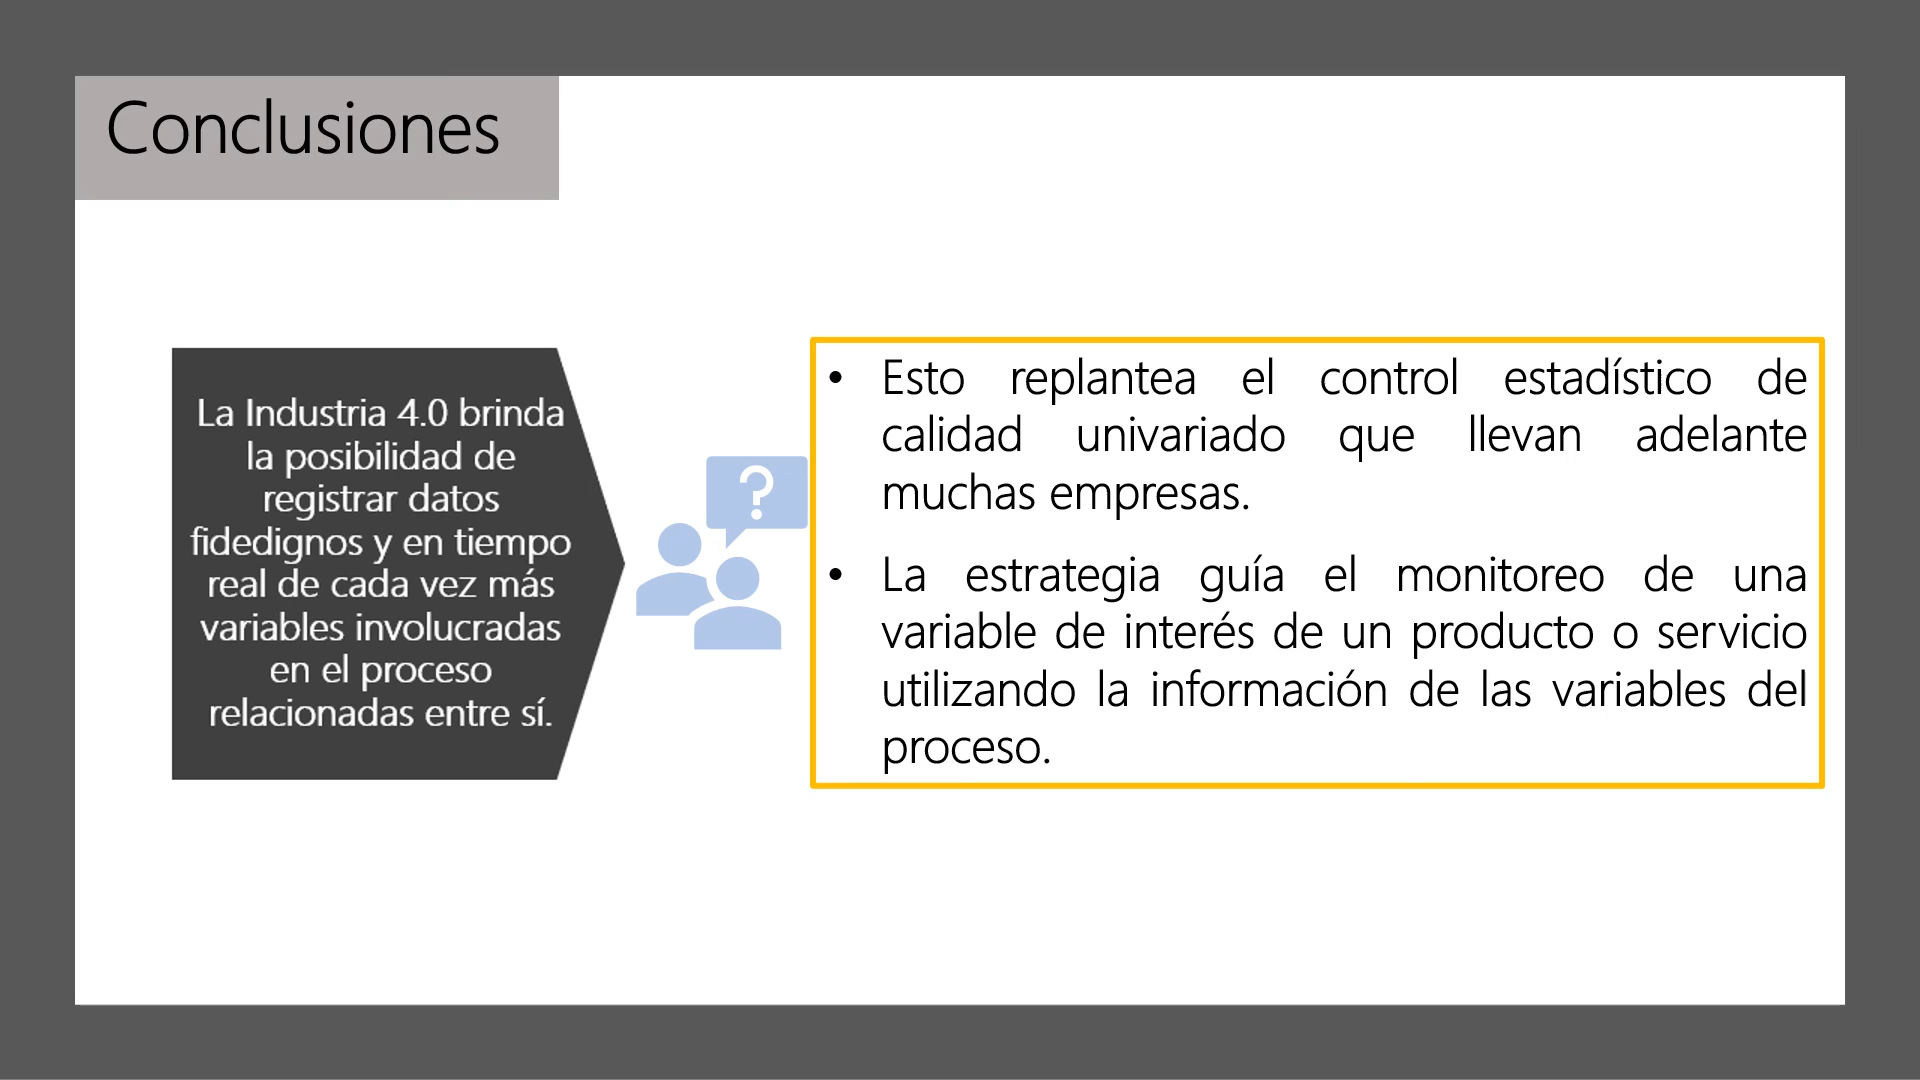 Conclusiones
La Industria 4.0 brinda
la posibilidad de
registrar datos
fidedignos y en tiempo
real de cada vez más
variables involucradas
en el proceso
relacionadas entre sí.
?
• Esto replantea el control estadístico de
calidad univariado que llevan adelante
muchas empresas.
• La estrategia guía el monitoreo de una
variable de interés de un producto o servicio
utilizando la información de las variables del
proceso.